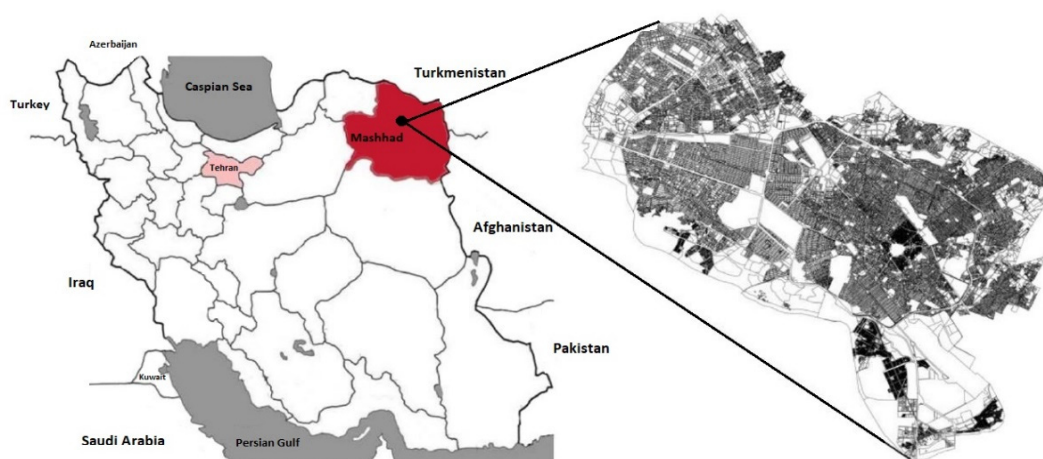 Azerbaijan
Caspian Sea
Turkmenistan
Turkey
Mashhad
Tehran
Afghanistan
Iraq
Pakistan
Kuwait
Saudi Arabia
Persian Gulf